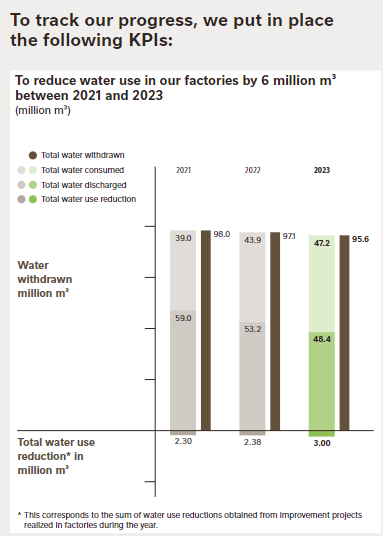 To track our progress, we put in place
the following KPIs:
To reduce water use in our factories by 6 million m³
between 2021 and 2023
(million m³)
Total water withdrawn
Total water consumed
Total water discharged
Total water use reduction
2021 2022 2023
39.0 98.0 43.9 97.1 47.2 95.6
Water
withdrawn
million m³
59.0 53.2 48.4
Total water use
reduction* in
million m³
2.30 2.38 3.00
* This corresponds to the sum of water use reductions obtained from improvement projects
realized in factories during the year.